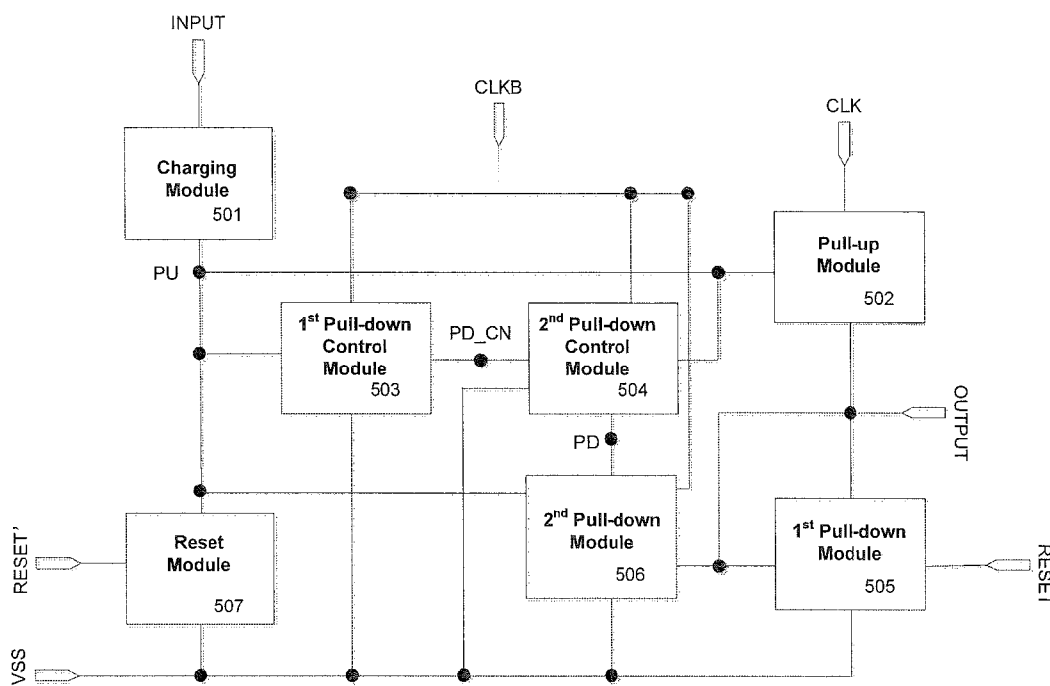 INPUT
CLKB
CLK
Charging
Module
501
Pull-up
Module
502
PU
1st Pull-down
Control
Module
503
PD_CN
2nd Pull-down
Control
Module
504
OUTPUT
PD
2nd Pull-down
Module
506
1st Pull-down
Module
505
RESET
RESET'
Reset
Module
507
VSS